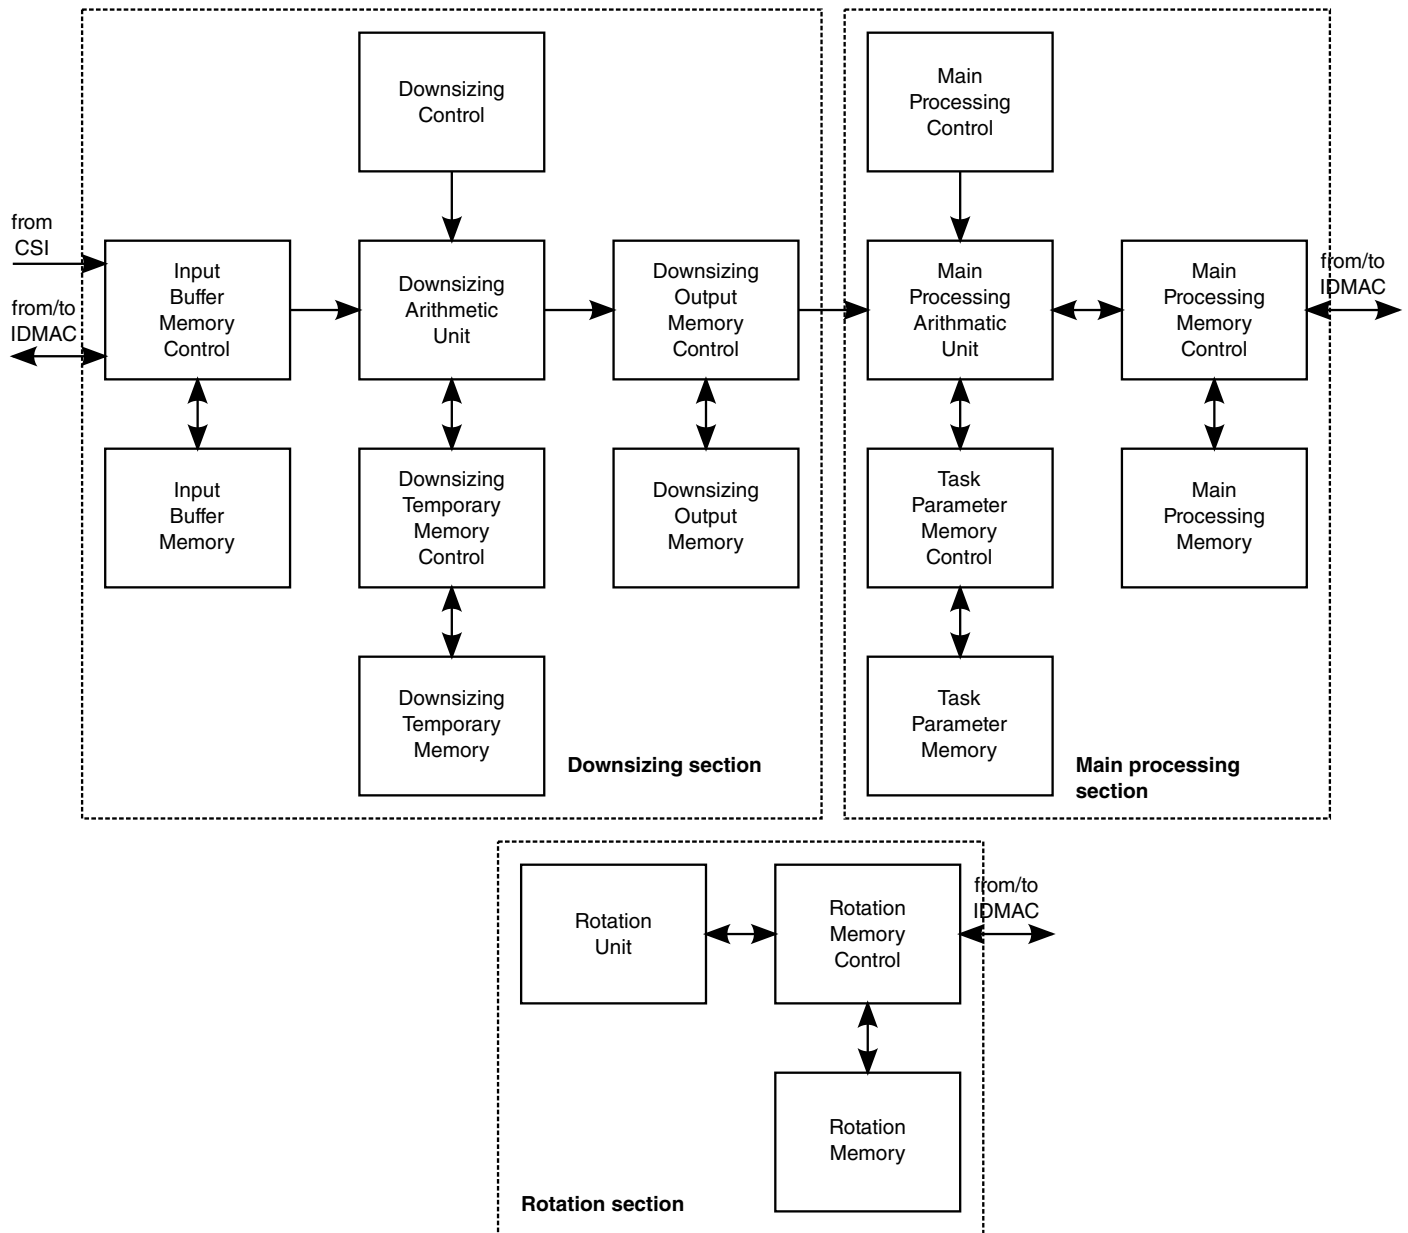 Downsizing
Control
Main
Processing
Control
from
CSI
from/to
IDMAC
Input
Buffer
Memory
Control
Downsizing
Arithmetic
Unit
Downsizing
Output
Memory
Control
Main
Processing
Arithmatic
Unit
Main
Processing
Memory
Control
from/to
IDMAC
Input
Buffer
Memory
Downsizing
Temporary
Memory
Control
Downsizing
Output
Memory
Task
Parameter
Memory
Control
Main
Processing
Memory
Downsizing
Temporary
Memory
Downsizing section
Task
Parameter
Memory
Main processing
section
Rotation
Unit
Rotation
Memory
Control
from/to
IDMAC
Rotation
Memory
Rotation section